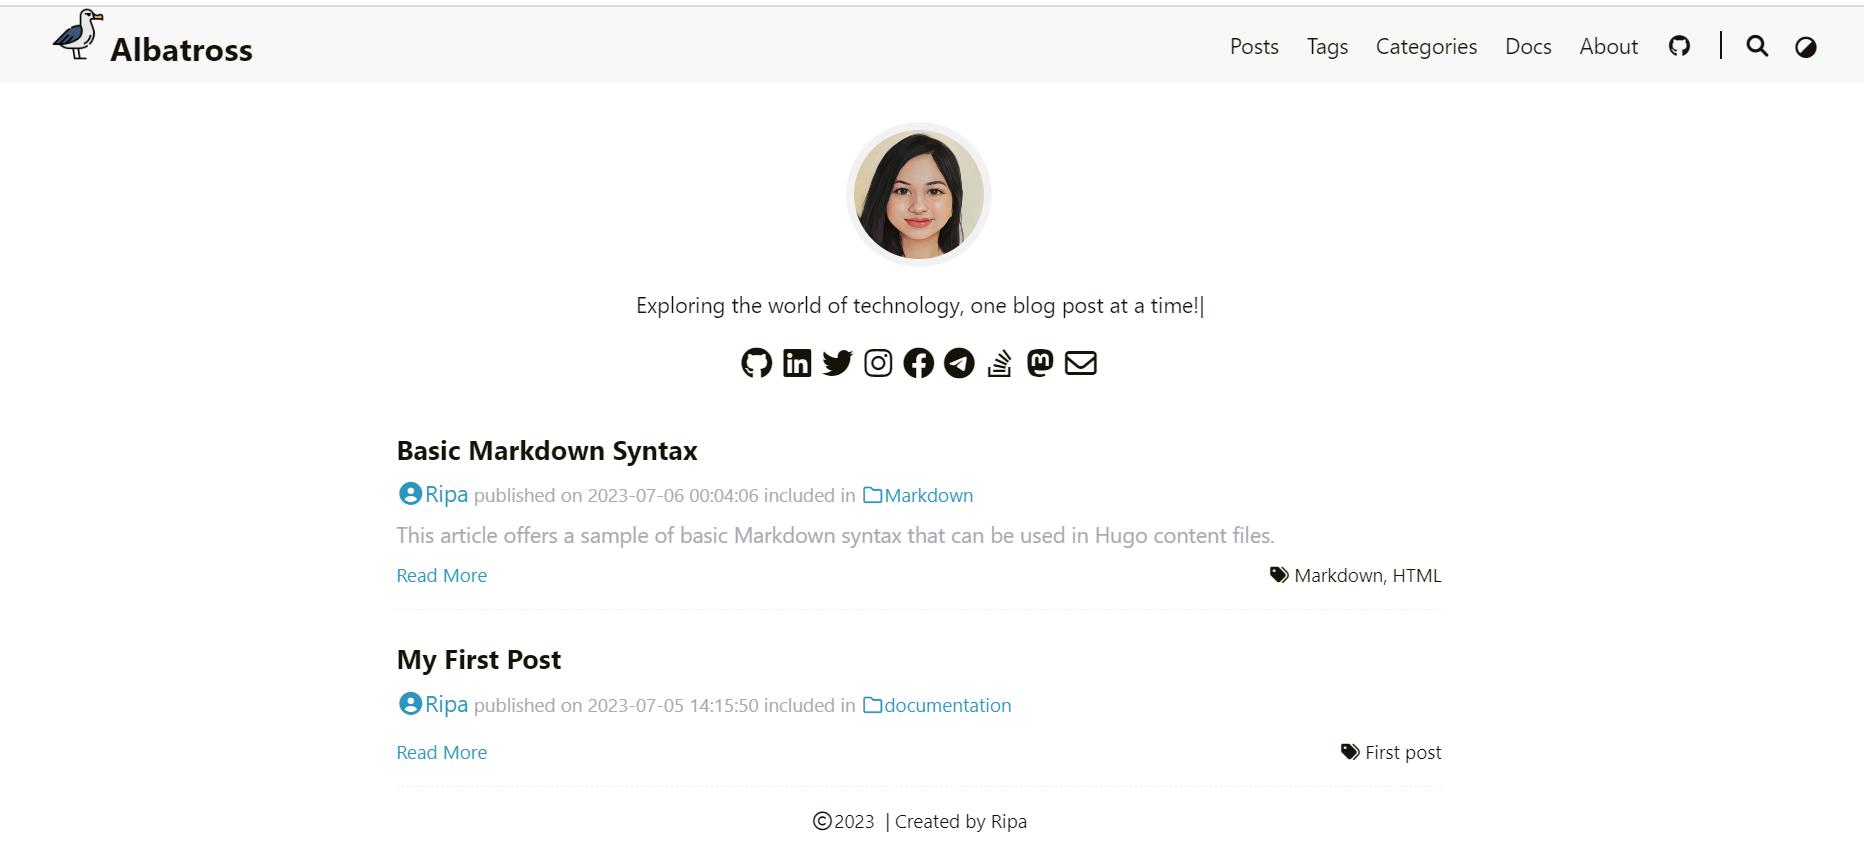 Albatross
Posts Tags Categories Docs About
Exploring the world of technology, one blog post at a time!|
Basic Markdown Syntax
Ripa published on 2023-07-06 00:04:06 included in Markdown
This article offers a sample of basic Markdown syntax that can be used in Hugo content files.
Read More Markdown, HTML
My First Post
Ripa published on 2023-07-05 14:15:50 included in documentation
Read More First post
©2023 | Created by Ripa